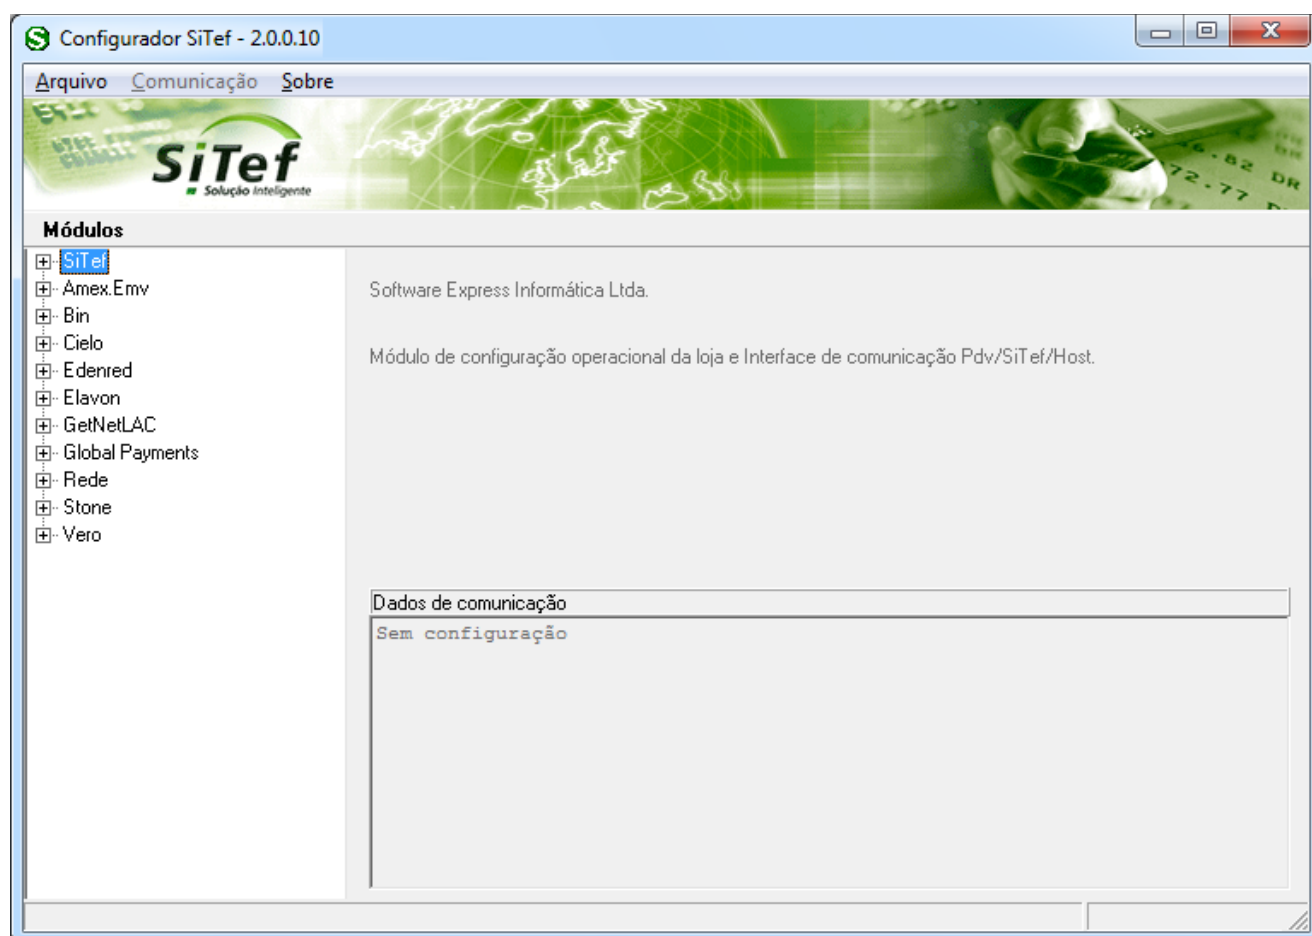 Configurador SiTef - 2.0.0.10
Arquivo Comunicação Sobre
SiTef
Solução Inteligente
Módulos
SiTef
Amex.Emv
Bin
Cielo
Edenred
Elavon
GetNetLAC
Global Payments
Rede
Stone
Vero
Software Express Informática Ltda.
Módulo de configuração operacional da loja e Interface de comunicação Pdv/SiTef/Host.
Dados de comunicação
Sem configuração